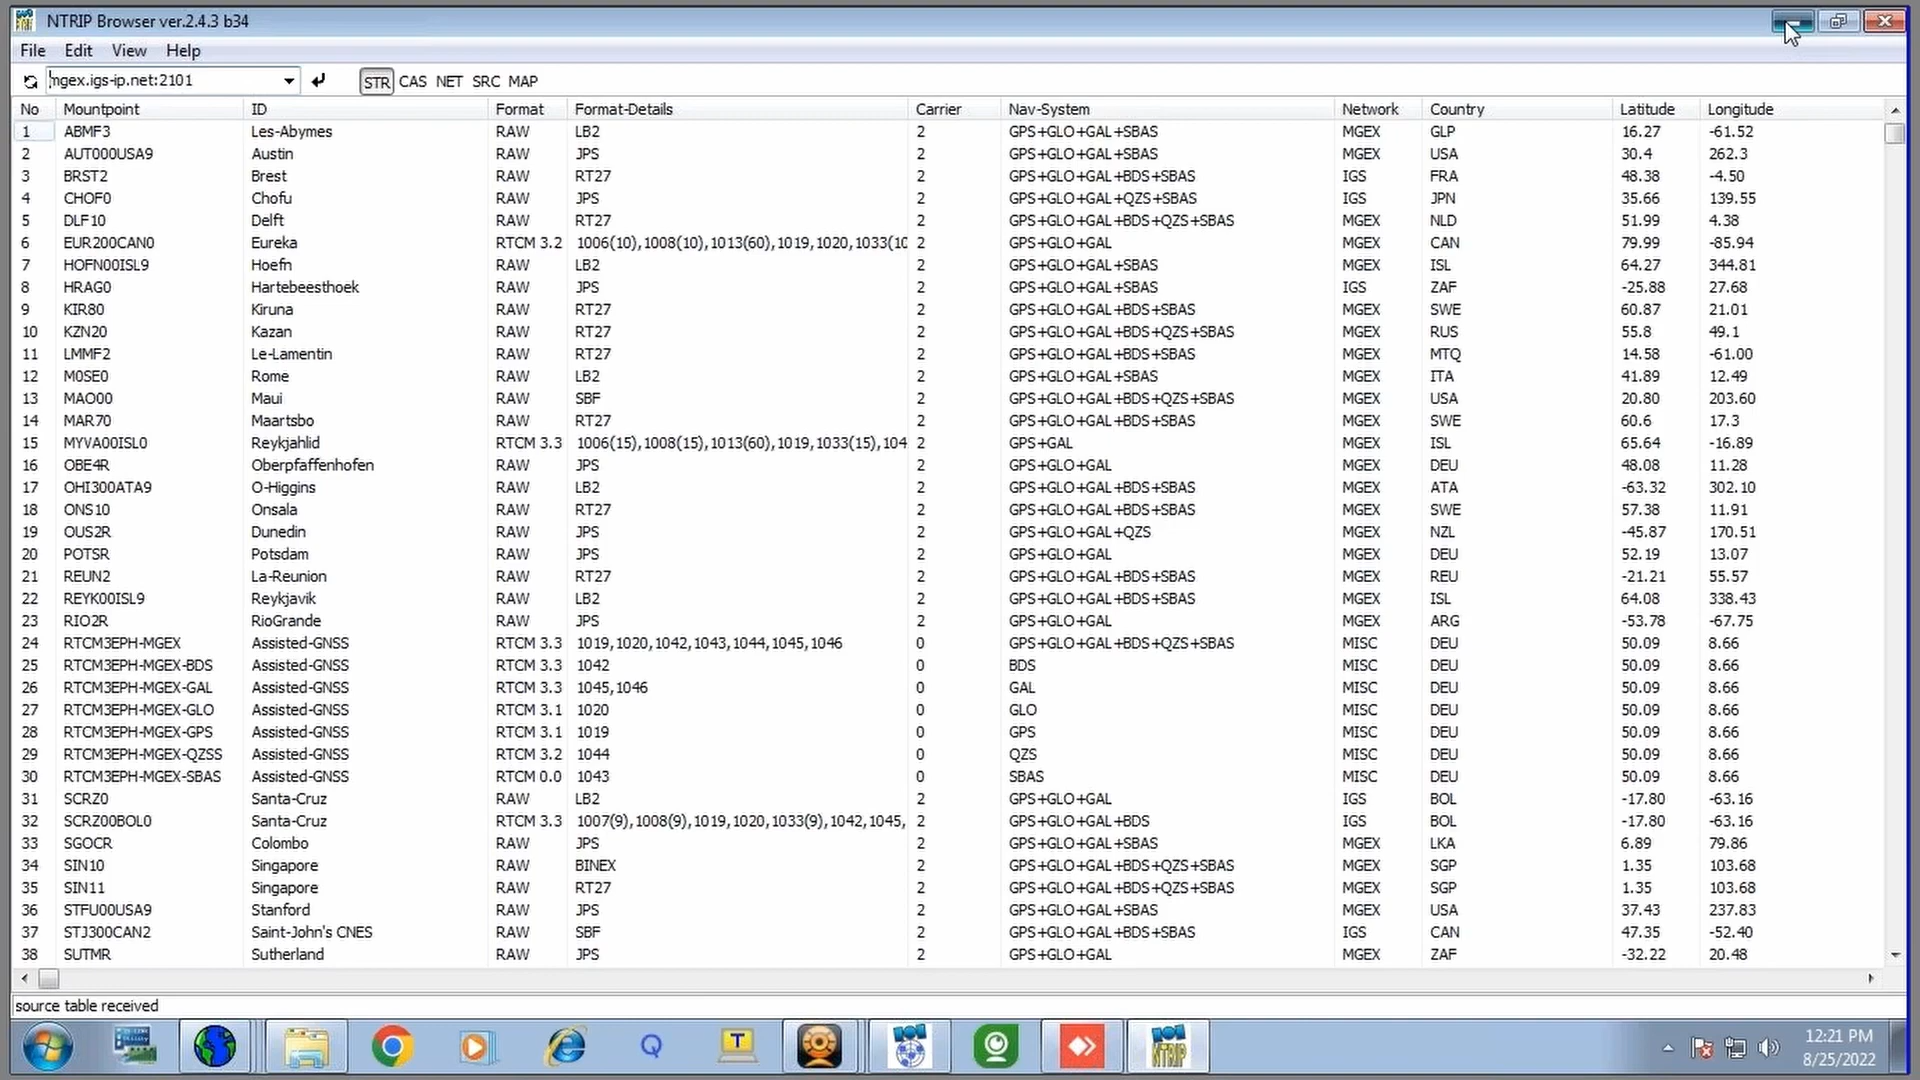 NTRIP Browser ver.2.4.3 b34
File Edit View Help
mgex.igs-ip.net:2101 STR CAS NET SRC MAP
No Mountpoint ID Format Format-Details Carrier Nav-System Network Country Latitude Longitude
1 ABMF3 Les-Abymes RAW LB2 2 GPS+GLO+GAL+SBAS MGEX GLP 16.27 -61.52
2 AUT000USA9 Austin RAW JPS 2 GPS+GLO+GAL+SBAS MGEX USA 30.4 262.3
3 BRST2 Brest RAW RT27 2 GPS+GLO+GAL+BDS+SBAS IGS FRA 48.38 -4.50
4 CHOF0 Chofu RAW JPS 2 GPS+GLO+GAL+QZS+SBAS IGS JPN 35.66 139.55
5 DLF10 Delft RAW RT27 2 GPS+GLO+GAL+BDS+QZS+SBAS MGEX NLD 51.99 4.38
6 EUR200CAN0 Eureka RTCM 3.2 1006(10),1008(10),1013(60),1019,1020,1033(10 2 GPS+GLO+GAL MGEX CAN 79.99 -85.94
7 HOFN00ISL9 Hoefn RAW LB2 2 GPS+GLO+GAL+SBAS MGEX ISL 64.27 344.81
8 HRAG0 Hartebeesthoek RAW JPS 2 GPS+GLO+GAL+SBAS IGS ZAF -25.88 27.68
9 KIR80 Kiruna RAW RT27 2 GPS+GLO+GAL+BDS+SBAS MGEX SWE 60.87 21.01
10 KZN20 Kazan RAW RT27 2 GPS+GLO+GAL+BDS+QZS+SBAS MGEX RUS 55.8 49.1
11 LMMF2 Le-Lamentin RAW RT27 2 GPS+GLO+GAL+BDS+SBAS MGEX MTQ 14.58 -61.00
12 M0SE0 Rome RAW LB2 2 GPS+GLO+GAL+SBAS MGEX ITA 41.89 12.49
13 MAO00 Maui RAW SBF 2 GPS+GLO+GAL+BDS+QZS+SBAS MGEX USA 20.80 203.60
14 MAR70 Maartsbo RAW RT27 2 GPS+GLO+GAL+BDS+SBAS MGEX SWE 60.6 17.3
15 MYVA00ISL0 Reykjahlid RTCM 3.3 1006(15),1008(15),1013(60),1019,1033(15),104 2 GPS+GAL MGEX ISL 65.64 -16.89
16 OBE4R Oberpfaffenhofen RAW JPS 2 GPS+GLO+GAL MGEX DEU 48.08 11.28
17 OHI300ATA9 O-Higgins RAW LB2 2 GPS+GLO+GAL+BDS+SBAS MGEX ATA -63.32 302.10
18 ONS10 Onsala RAW RT27 2 GPS+GLO+GAL+BDS+SBAS MGEX SWE 57.38 11.91
19 OUS2R Dunedin RAW JPS 2 GPS+GLO+GAL+QZS MGEX NZL -45.87 170.51
20 POTSR Potsdam RAW JPS 2 GPS+GLO+GAL MGEX DEU 52.19 13.07
21 REUN2 La-Reunion RAW RT27 2 GPS+GLO+GAL+BDS+SBAS MGEX REU -21.21 55.57
22 REYK00ISL9 Reykjavik RAW LB2 2 GPS+GLO+GAL+BDS+SBAS MGEX ISL 64.08 338.43
23 RIO2R RioGrande RAW JPS 2 GPS+GLO+GAL MGEX ARG -53.78 -67.75
24 RTCM3EPH-MGEX Assisted-GNSS RTCM 3.3 1019,1020,1042,1043,1044,1045,1046 0 GPS+GLO+GAL+BDS+QZS+SBAS MISC DEU 50.09 8.66
25 RTCM3EPH-MGEX-BDS Assisted-GNSS RTCM 3.3 1042 0 BDS MISC DEU 50.09 8.66
26 RTCM3EPH-MGEX-GAL Assisted-GNSS RTCM 3.3 1045,1046 0 GAL MISC DEU 50.09 8.66
27 RTCM3EPH-MGEX-GLO Assisted-GNSS RTCM 3.1 1020 0 GLO MISC DEU 50.09 8.66
28 RTCM3EPH-MGEX-GPS Assisted-GNSS RTCM 3.1 1019 0 GPS MISC DEU 50.09 8.66
29 RTCM3EPH-MGEX-QZSS Assisted-GNSS RTCM 3.2 1044 0 QZS MISC DEU 50.09 8.66
30 RTCM3EPH-MGEX-SBAS Assisted-GNSS RTCM 0.0 1043 0 SBAS MISC DEU 50.09 8.66
31 SCRZ0 Santa-Cruz RAW LB2 2 GPS+GLO+GAL IGS BOL -17.80 -63.16
32 SCRZ00BOL0 Santa-Cruz RTCM 3.3 1007(9),1008(9),1019,1020,1033(9),1042,1045, 2 GPS+GLO+GAL+BDS IGS BOL -17.80 -63.16
33 SGOCR Colombo RAW JPS 2 GPS+GLO+GAL+SBAS MGEX LKA 6.89 79.86
34 SIN10 Singapore RAW BINEX 2 GPS+GLO+GAL+BDS+QZS+SBAS MGEX SGP 1.35 103.68
35 SIN11 Singapore RAW RT27 2 GPS+GLO+GAL+BDS+QZS+SBAS MGEX SGP 1.35 103.68
36 STFU00USA9 Stanford RAW JPS 2 GPS+GLO+GAL+SBAS MGEX USA 37.43 237.83
37 STJ300CAN2 Saint-John's CNES RAW SBF 2 GPS+GLO+GAL+BDS+SBAS IGS CAN 47.35 -52.40
38 SUTMR Sutherland RAW JPS 2 GPS+GLO+GAL MGEX ZAF -32.22 20.48
source table received
Q T NTRIP
12:21 PM
8/25/2022